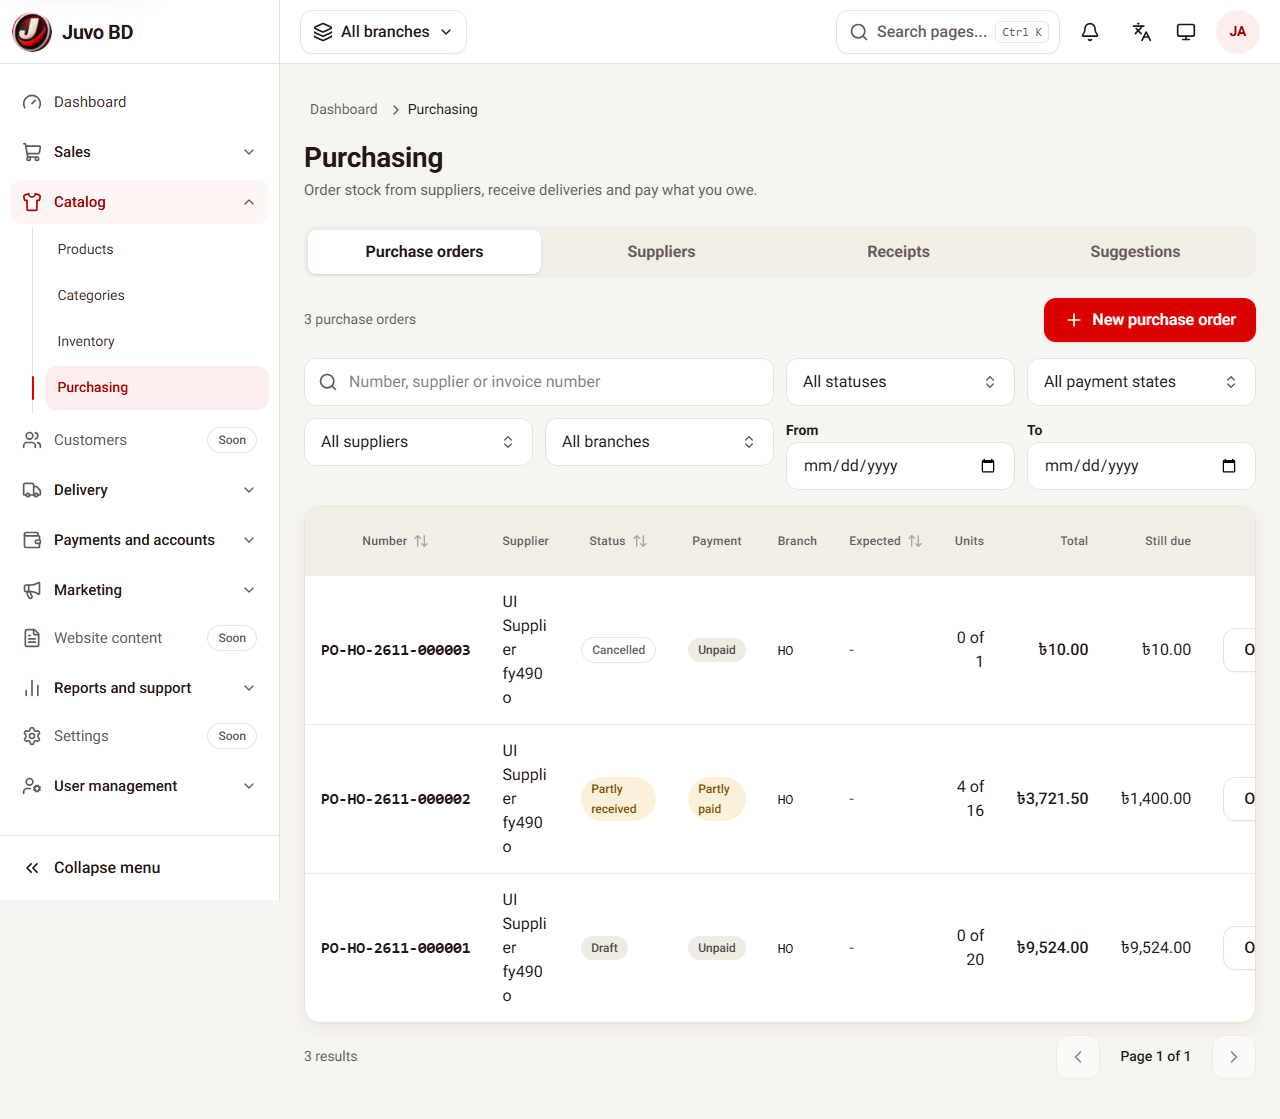 Juvo BD
All branches
Search pages... Ctrl K
JA
Dashboard
Sales
Catalog
Products
Categories
Inventory
Purchasing
Customers Soon
Delivery
Payments and accounts
Marketing
Website content Soon
Reports and support
Settings Soon
User management
Collapse menu
Dashboard > Purchasing
Purchasing
Order stock from suppliers, receive deliveries and pay what you owe.
Purchase orders Suppliers Receipts Suggestions
3 purchase orders
New purchase order
Number, supplier or invoice number
All statuses
All payment states
All suppliers
All branches
From
mm/dd/yyyy
To
mm/dd/yyyy
Number Supplier Status Payment Branch Expected Units Total Still due
PO-HO-2611-000003
UI
Suppli
er
fy490
o
Cancelled
Unpaid
HO
-
0 of
1
৳10.00
৳10.00
O
PO-HO-2611-000002
UI
Suppli
er
fy490
o
Partly
received
Partly
paid
HO
-
4 of
16
৳3,721.50
৳1,400.00
O
PO-HO-2611-000001
UI
Suppli
er
fy490
o
Draft
Unpaid
HO
-
0 of
20
৳9,524.00
৳9,524.00
O
3 results
Page 1 of 1